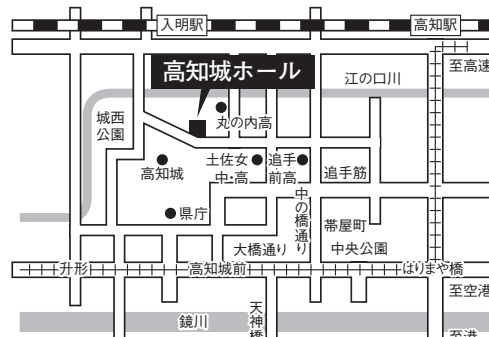 入明駅
高知駅
高知城ホール
至高速
江の口川
城西
公園
丸の内高
土佐女
中・高
追手
前高
追手筋
高知城
県庁
中の橋通り
帯屋町
大橋通り
中央公園
升形
高知城前
はりまや橋
至空港
鏡川
天神橋
至港